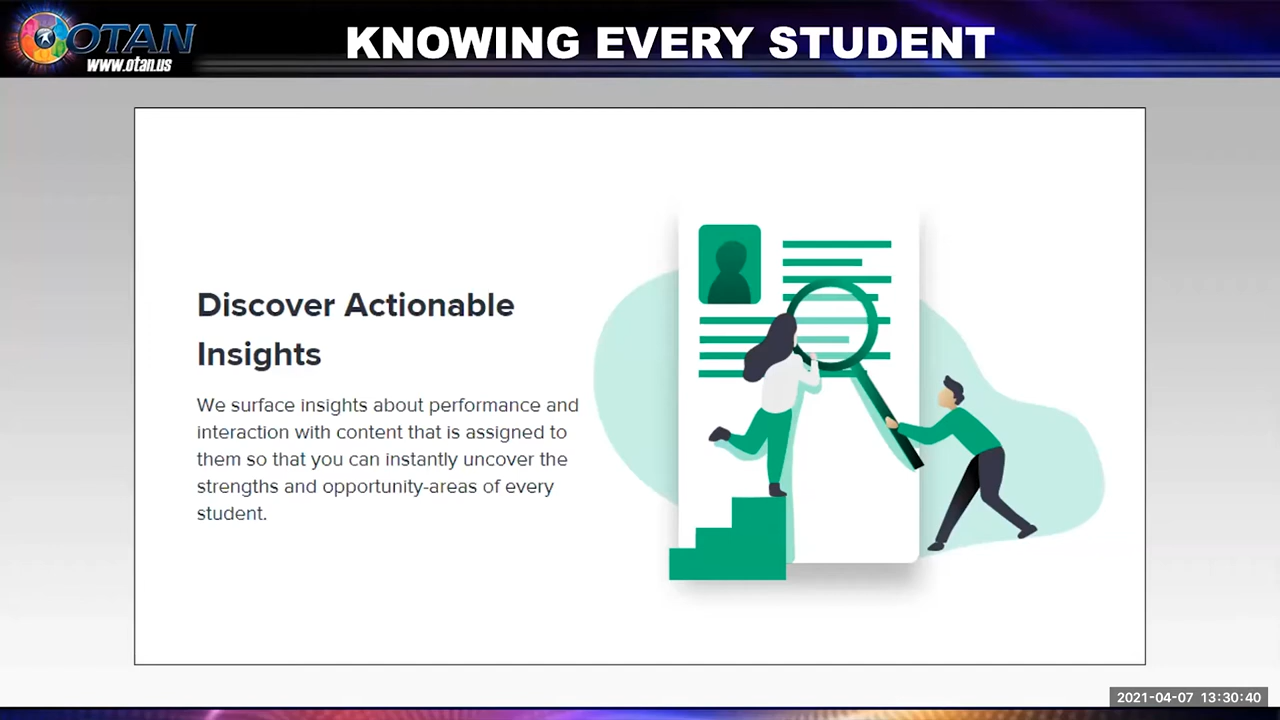 OTAN
www.otan.us
KNOWING EVERY STUDENT
Discover Actionable
Insights
We surface insights about performance and
interaction with content that is assigned to
them so that you can instantly uncover the
strengths and opportunity-areas of every
student.
2021-04-07 13:30:40